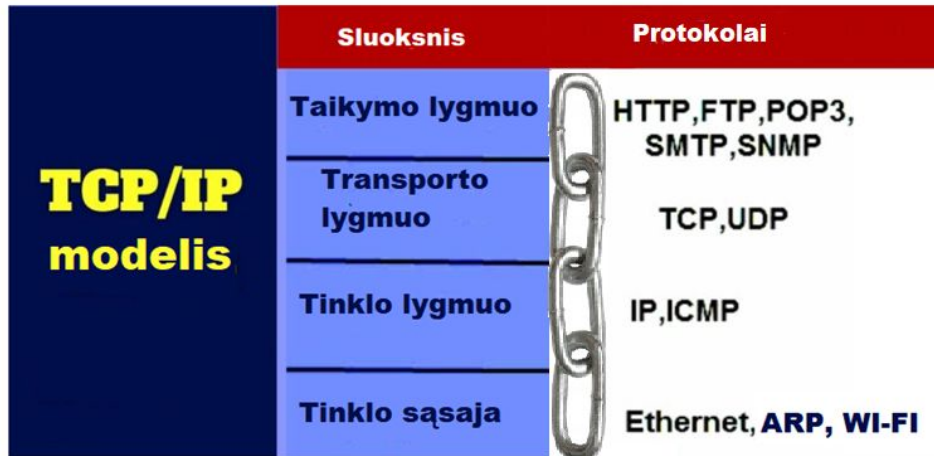 Sluoksnis
Protokolai
TCP/IP
modelis
Taikymo lygmuo
HTTP,FTP,POP3,
SMTP,SNMP
Transporto
lygmuo
TCP,UDP
Tinklo lygmuo
IP,ICMP
Tinklo sąsaja
Ethernet, ARP, WI-FI